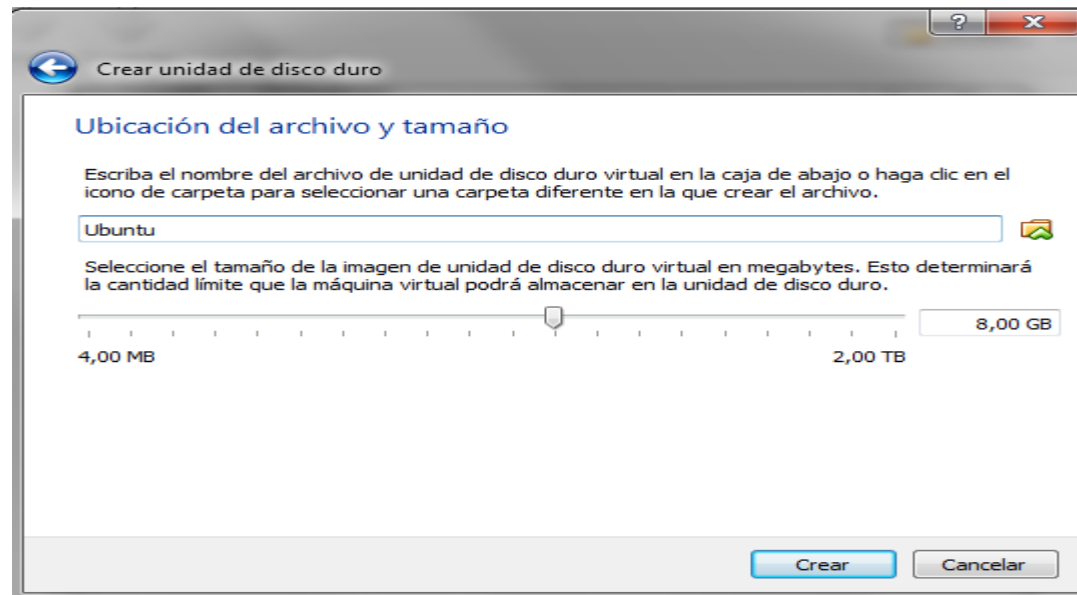 ?
Crear unidad de disco duro
Ubicación del archivo y tamaño
Escriba el nombre del archivo de unidad de disco duro virtual en la caja de abajo o haga clic en el
icono de carpeta para seleccionar una carpeta diferente en la que crear el archivo.
Ubuntu
Seleccione el tamaño de la imagen de unidad de disco duro virtual en megabytes. Esto determinará
la cantidad límite que la máquina virtual podrá almacenar en la unidad de disco duro.
8,00 GB
4,00 MB 2,00 TB
Crear Cancelar